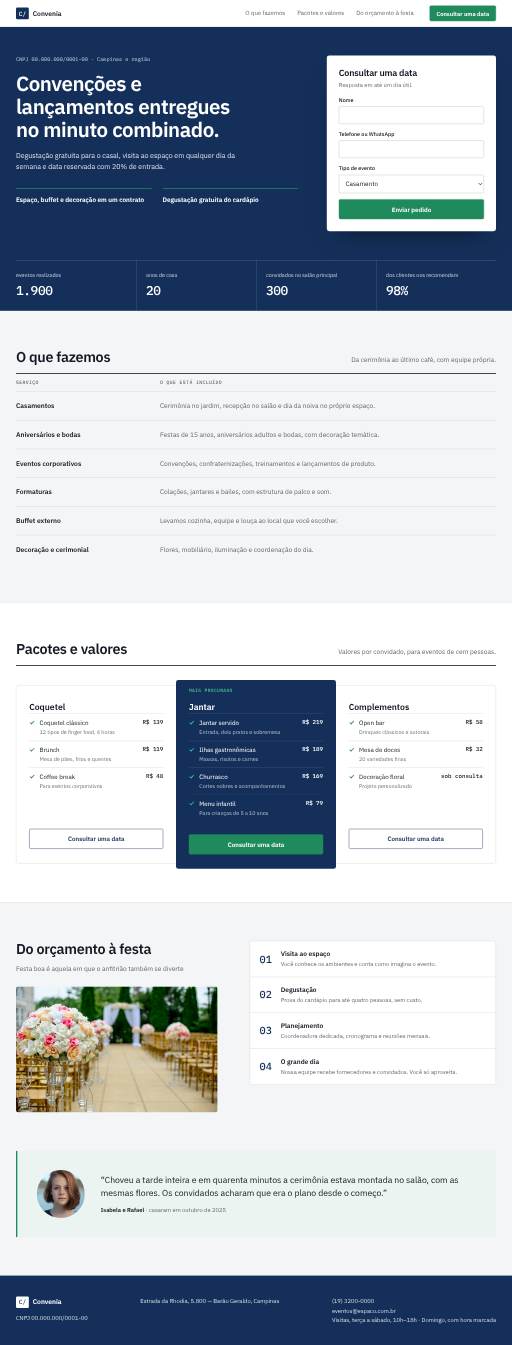 C/ Convenia
O que fazemos
Pacotes e valores
Do orçamento à festa
Consultar uma data
CNPJ 00.000.000/0001-00 · Campinas e região
Convenções e
lançamentos entregues
no minuto combinado.
Degustação gratuita para o casal, visita ao espaço em qualquer dia da
semana e data reservada com 20% de entrada.
Espaço, buffet e decoração em um contrato
Degustação gratuita do cardápio
Consultar uma data
Resposta em até um dia útil
Nome
Telefone ou WhatsApp
Tipo de evento
Casamento
Enviar pedido
eventos realizados
1.900
anos de casa
20
convidados no salão principal
300
dos clientes nos recomendam
98%
O que fazemos
Da cerimônia ao último café, com equipe própria.
SERVIÇO
O QUE ESTÁ INCLUÍDO
Casamentos
Cerimônia no jardim, recepção no salão e dia da noiva no próprio espaço.
Aniversários e bodas
Festas de 15 anos, aniversários adultos e bodas, com decoração temática.
Eventos corporativos
Convenções, confraternizações, treinamentos e lançamentos de produto.
Formaturas
Colações, jantares e bailes, com estrutura de palco e som.
Buffet externo
Levamos cozinha, equipe e louça ao local que você escolher.
Decoração e cerimonial
Flores, mobiliário, iluminação e coordenação do dia.
Pacotes e valores
Valores por convidado, para eventos de cem pessoas.
Coquetel
Coquetel clássico R$ 139
12 tipos de finger food, 4 horas
Brunch R$ 119
Mesa de pães, frios e quentes
Coffee break R$ 48
Para eventos corporativos
Consultar uma data
MAIS PROCURADO
Jantar
Jantar servido R$ 219
Entrada, dois pratos e sobremesa
Ilhas gastronômicas R$ 189
Massas, risotos e carnes
Churrasco R$ 169
Cortes nobres e acompanhamentos
Menu infantil R$ 79
Para crianças de 5 a 10 anos
Consultar uma data
Complementos
Open bar R$ 58
Drinques clássicos e autorais
Mesa de doces R$ 32
20 variedades finas
Decoração floral sob consulta
Projeto personalizado
Consultar uma data
Do orçamento à festa
Festa boa é aquela em que o anfitrião também se diverte
01 Visita ao espaço
Você conhece os ambientes e conta como imagina o evento.
02 Degustação
Prova do cardápio para até quatro pessoas, sem custo.
03 Planejamento
Coordenadora dedicada, cronograma e reuniões mensais.
04 O grande dia
Nossa equipe recebe fornecedores e convidados. Você só aproveita.
“Choveu a tarde inteira e em quarenta minutos a cerimônia estava montada no salão, com as
mesmas flores. Os convidados acharam que era o plano desde o começo.”
Isabela e Rafael · casaram em outubro de 2025
C/ Convenia
CNPJ 00.000.000/0001-00
Estrada da Rhodia, 5.800 — Barão Geraldo, Campinas
(19) 3200-0000
eventos@espaco.com.br
Visitas, terça a sábado, 10h–18h · Domingo, com hora marcada